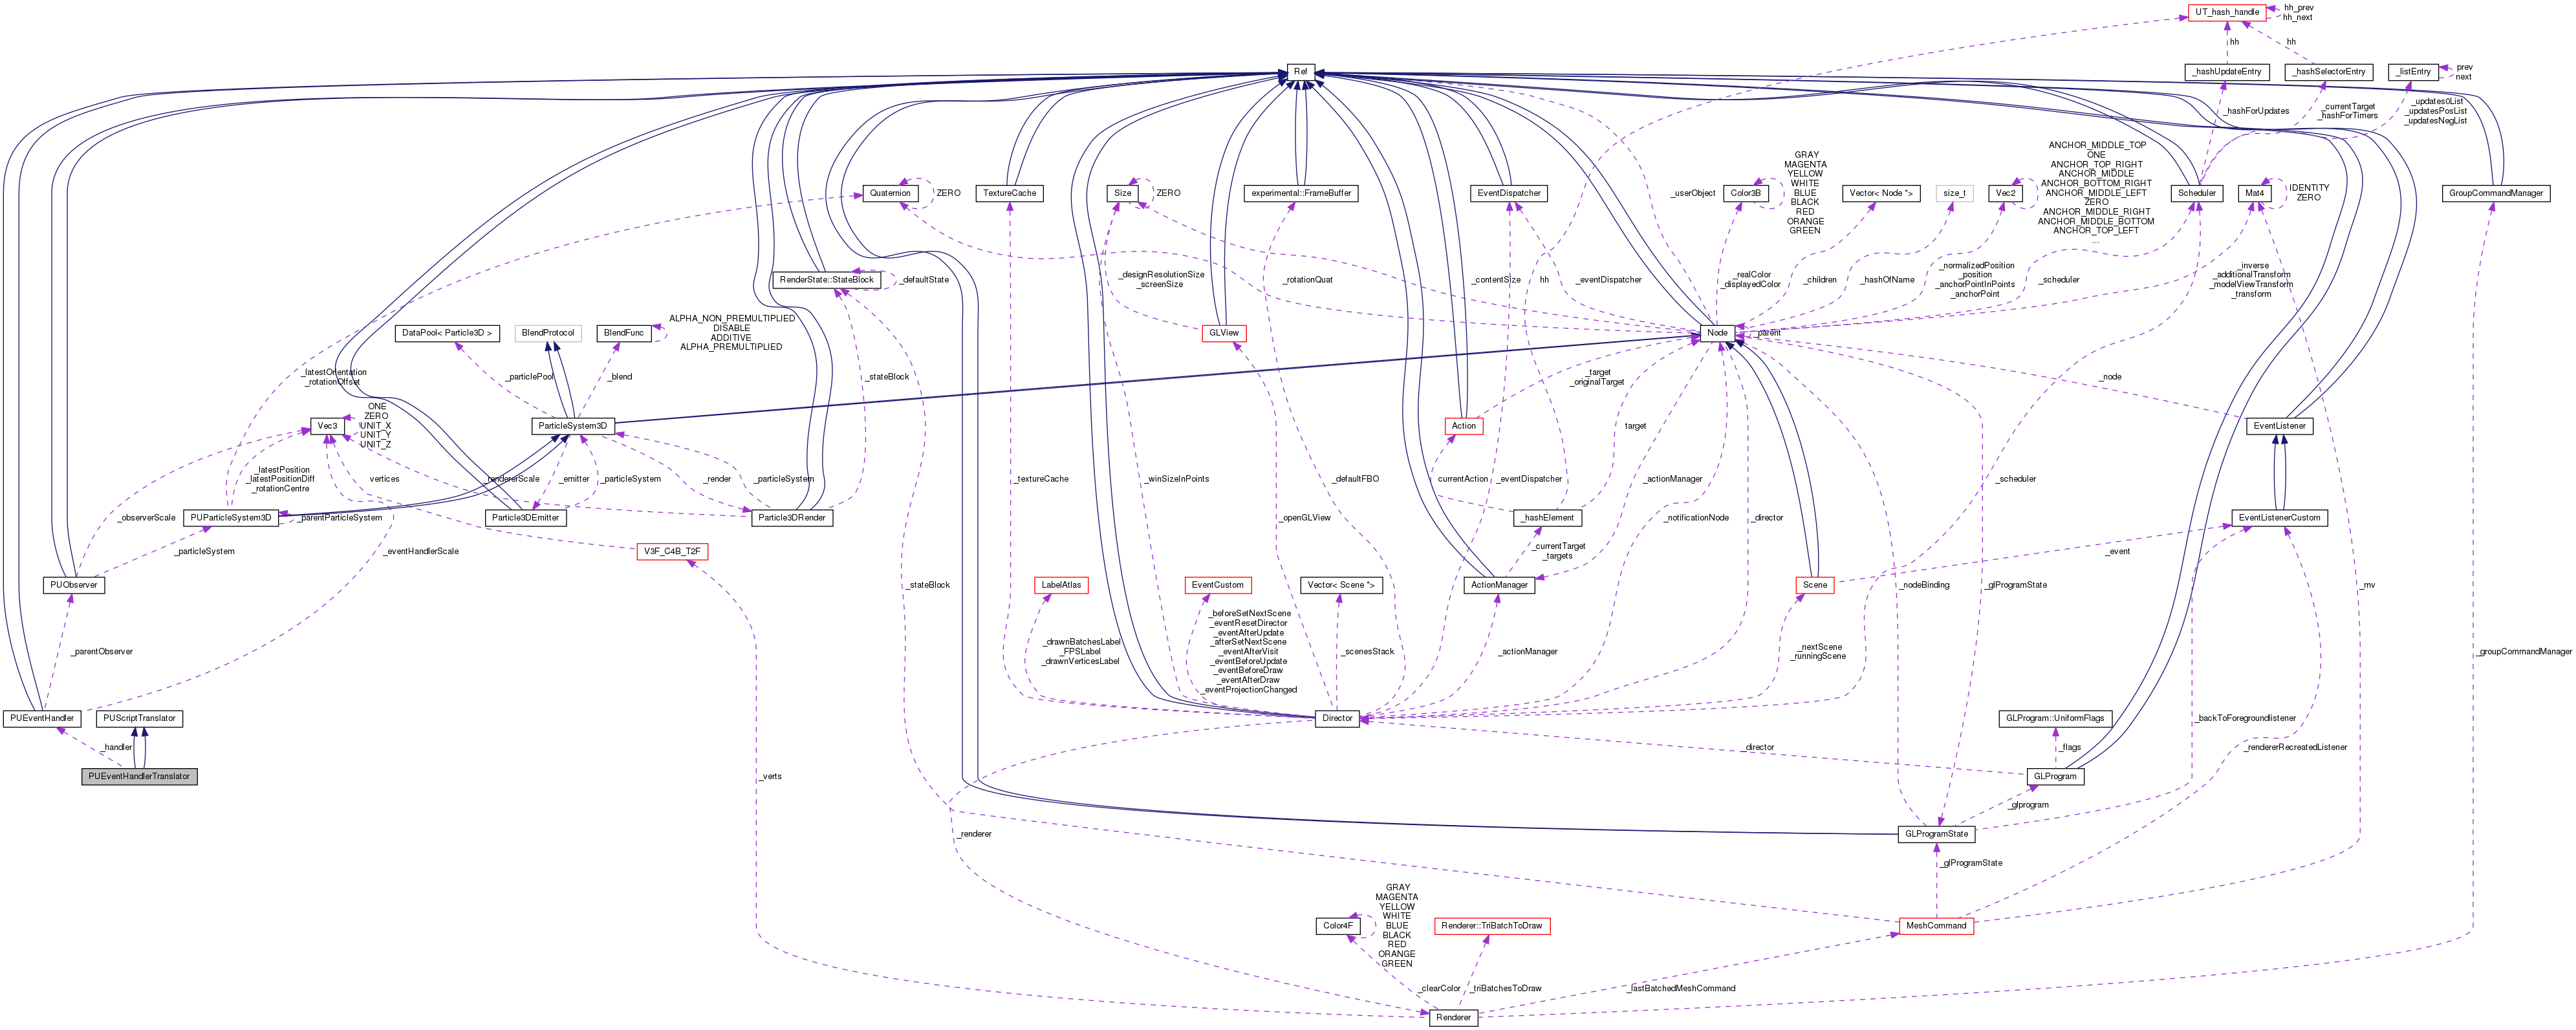 UT_hash_handle
hh_prev
hh_next
hh
hh
Ref
_hashUpdateEntry
_hashSelectorEntry
_listEntry
prev
next
_hashForUpdates
_currentTarget
_hashForTimers
_updates0List
_updatesPosList
_updatesNegList
Quaternion
ZERO
TextureCache
Size
ZERO
experimental::FrameBuffer
EventDispatcher
_userObject
Color3B
GRAY
MAGENTA
YELLOW
WHITE
BLUE
BLACK
RED
ORANGE
GREEN
Vector< Node *>
size_t
Vec2
ANCHOR_MIDDLE_TOP
ONE
ANCHOR_TOP_RIGHT
ANCHOR_MIDDLE
ANCHOR_BOTTOM_RIGHT
ANCHOR_MIDDLE_LEFT
ZERO
ANCHOR_MIDDLE_RIGHT
ANCHOR_MIDDLE_BOTTOM
ANCHOR_TOP_LEFT
...
Scheduler
Mat4
IDENTITY
ZERO
GroupCommandManager
RenderState::StateBlock
_defaultState
_designResolutionSize
_screenSize
_rotationQuat
_contentSize
hh
_eventDispatcher
_realColor
_displayedColor
_children
_hashOfName
_normalizedPosition
_position
_anchorPointInPoints
_anchorPoint
_scheduler
_inverse
_additionalTransform
_modelViewTransform
_transform
DataPool< Particle3D >
BlendProtocol
BlendFunc
ALPHA_NON_PREMULTIPLIED
DISABLE
ADDITIVE
ALPHA_PREMULTIPLIED
GLView
Node
_parent
_latestOrientation
_rotationOffset
_particlePool
_blend
_stateBlock
_target
_originalTarget
_node
Vec3
ONE
ZERO
UNIT_X
UNIT_Y
UNIT_Z
ParticleSystem3D
Action
target
EventListener
_latestPosition
_latestPositionDiff
_rotationCentre
vertices
_rendererScale
_emitter
_particleSystem
_render
_particleSystem
_textureCache
_winSizeInPoints
_defaultFBO
currentAction
_eventDispatcher
_actionManager
_scheduler
_observerScale
PUParticleSystem3D
_parentParticleSystem
Particle3DEmitter
Particle3DRender
_openGLView
_hashElement
_notificationNode
_director
EventListenerCustom
_particleSystem
_eventHandlerScale
V3F_C4B_T2F
_currentTarget
_targets
_event
PUObserver
_stateBlock
LabelAtlas
EventCustom
Vector< Scene *>
ActionManager
Scene
_nodeBinding
_glProgramState
_mv
_parentObserver
_drawnBatchesLabel
_FPSLabel
_drawnVerticesLabel
_beforeSetNextScene
_eventResetDirector
_eventAfterUpdate
_afterSetNextScene
_eventAfterVisit
_eventBeforeUpdate
_eventBeforeDraw
_eventAfterDraw
_eventProjectionChanged
_scenesStack
_actionManager
_nextScene
_runningScene
_groupCommandManager
PUEventHandler
PUScriptTranslator
Director
GLProgram::UniformFlags
_backToForegroundlistener
_handler
_director
_flags
_rendererRecreatedListener
PUEventHandlerTranslator
_verts
GLProgram
_glprogram
_renderer
GLProgramState
_glProgramState
Color4F
GRAY
MAGENTA
YELLOW
WHITE
BLUE
BLACK
RED
ORANGE
GREEN
Renderer::TriBatchToDraw
MeshCommand
_clearColor
_triBatchesToDraw
_lastBatchedMeshCommand
Renderer